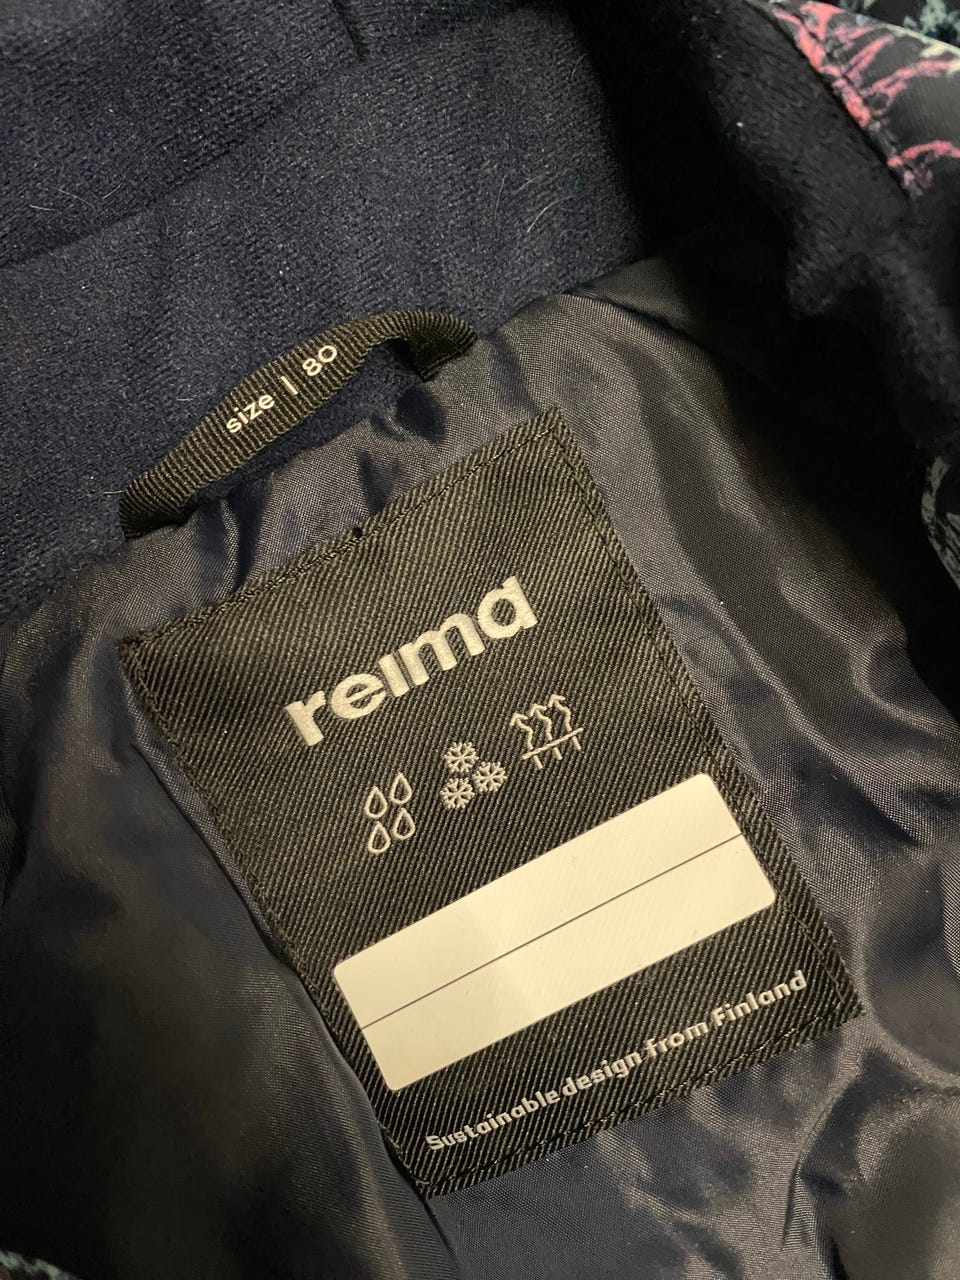 size | 80
reima
Sustainable design from Finland